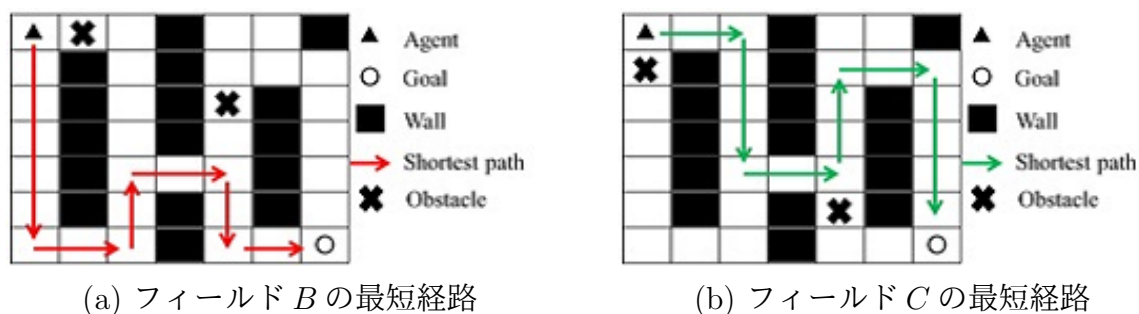 Agent
Goal
Wall
Shortest path
Obstacle
(a) フィールド B の最短経路
Agent
Goal
Wall
Shortest path
Obstacle
(b) フィールド C の最短経路